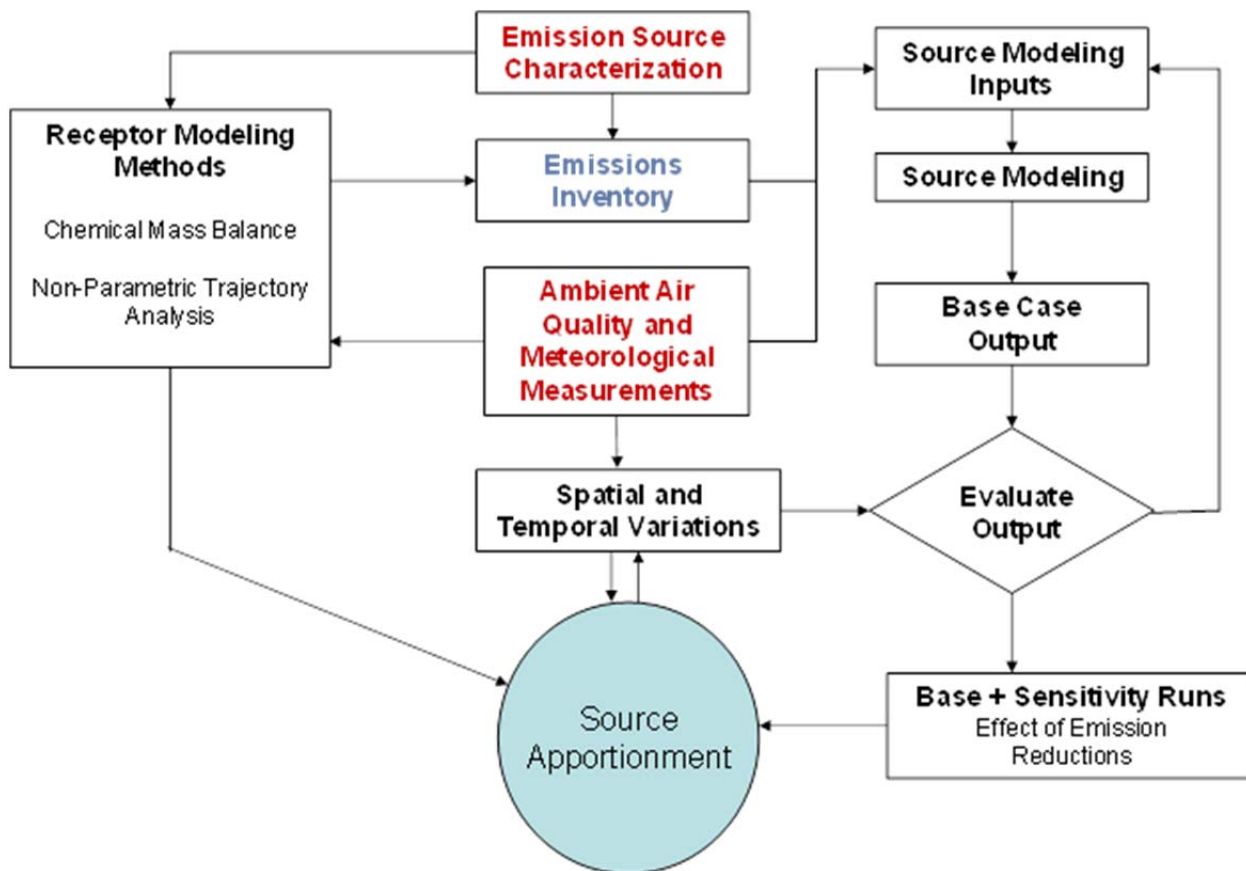 Emission Source
Characterization
Source Modeling
Inputs
Receptor Modeling
Methods
Chemical Mass Balance
Non-Parametric Trajectory
Analysis
Emissions
Inventory
Source Modeling
Ambient Air
Quality and
Meteorological
Measurements
Base Case
Output
Spatial and
Temporal Variations
Evaluate
Output
Source
Apportionment
Base + Sensitivity Runs
Effect of Emission
Reductions